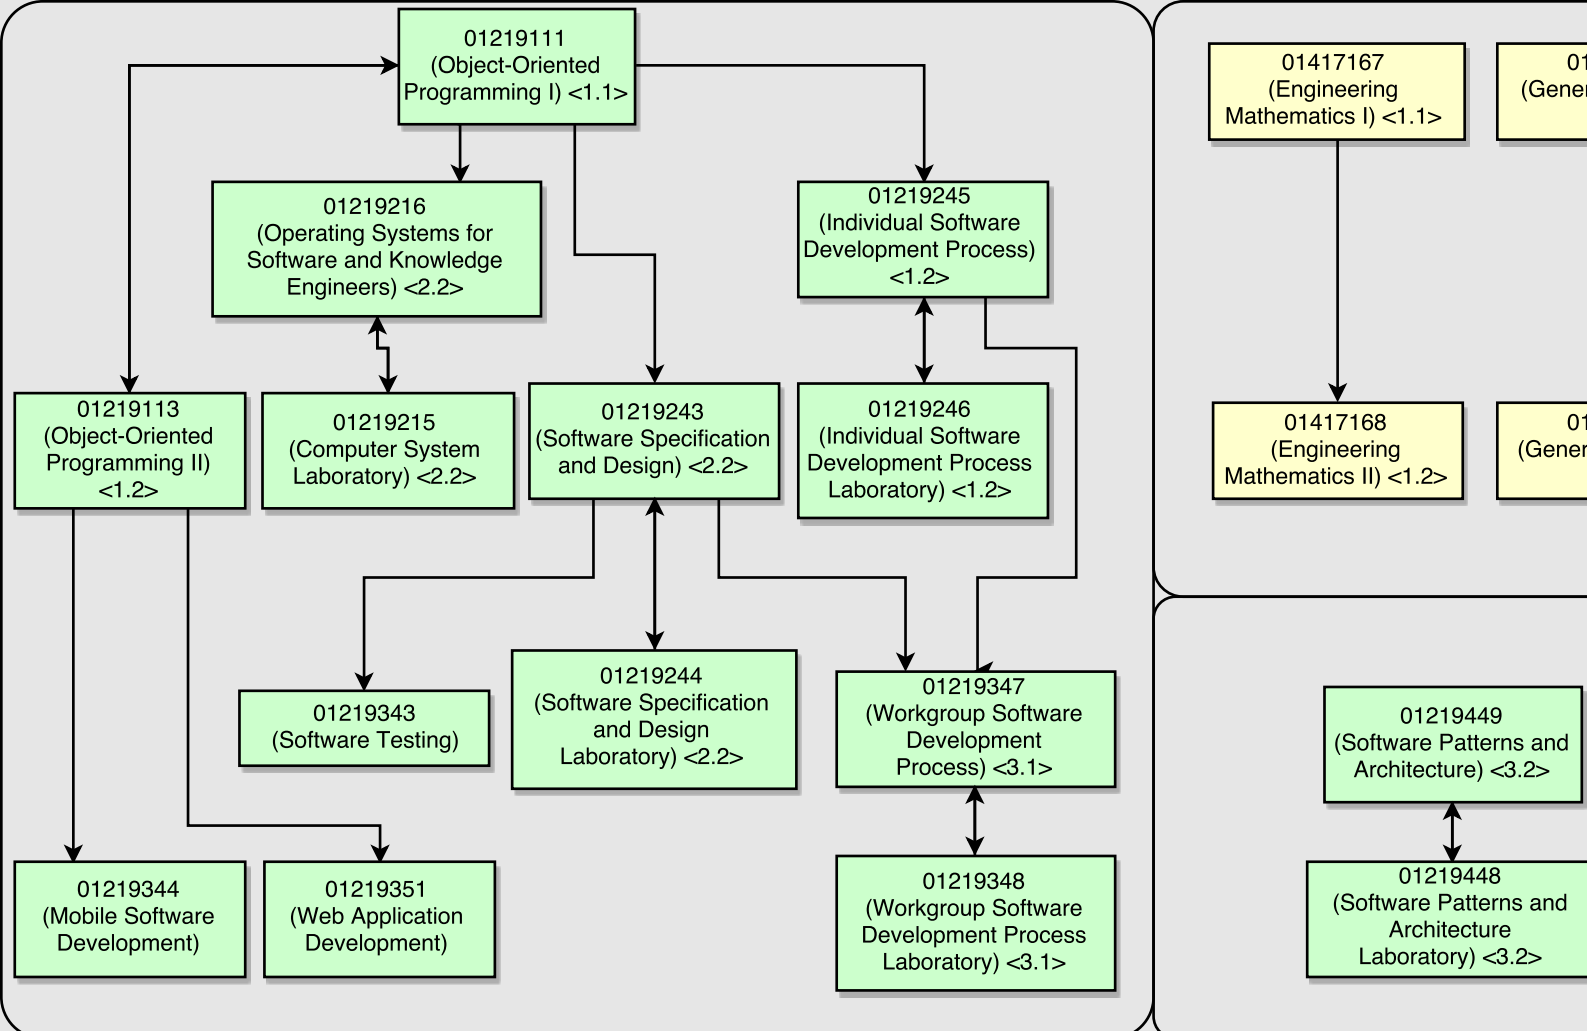 01219111
(Object-Oriented
Programming I) <1.1>
01417167
(Engineering
Mathematics I) <1.1>
01
(Gener
01219216
(Operating Systems for
Software and Knowledge
Engineers) <2.2>
01219245
(Individual Software
Development Process)
<1.2>
01219113
(Object-Oriented
Programming II)
<1.2>
01219215
(Computer System
Laboratory) <2.2>
01219243
(Software Specification
and Design) <2.2>
01219246
(Individual Software
Development Process
Laboratory) <1.2>
01417168
(Engineering
Mathematics II) <1.2>
01
(Gener
01219343
(Software Testing)
01219244
(Software Specification
and Design
Laboratory) <2.2>
01219347
(Workgroup Software
Development
Process) <3.1>
01219449
(Software Patterns and
Architecture) <3.2>
01219344
(Mobile Software
Development)
01219351
(Web Application
Development)
01219348
(Workgroup Software
Development Process
Laboratory) <3.1>
01219448
(Software Patterns and
Architecture
Laboratory) <3.2>